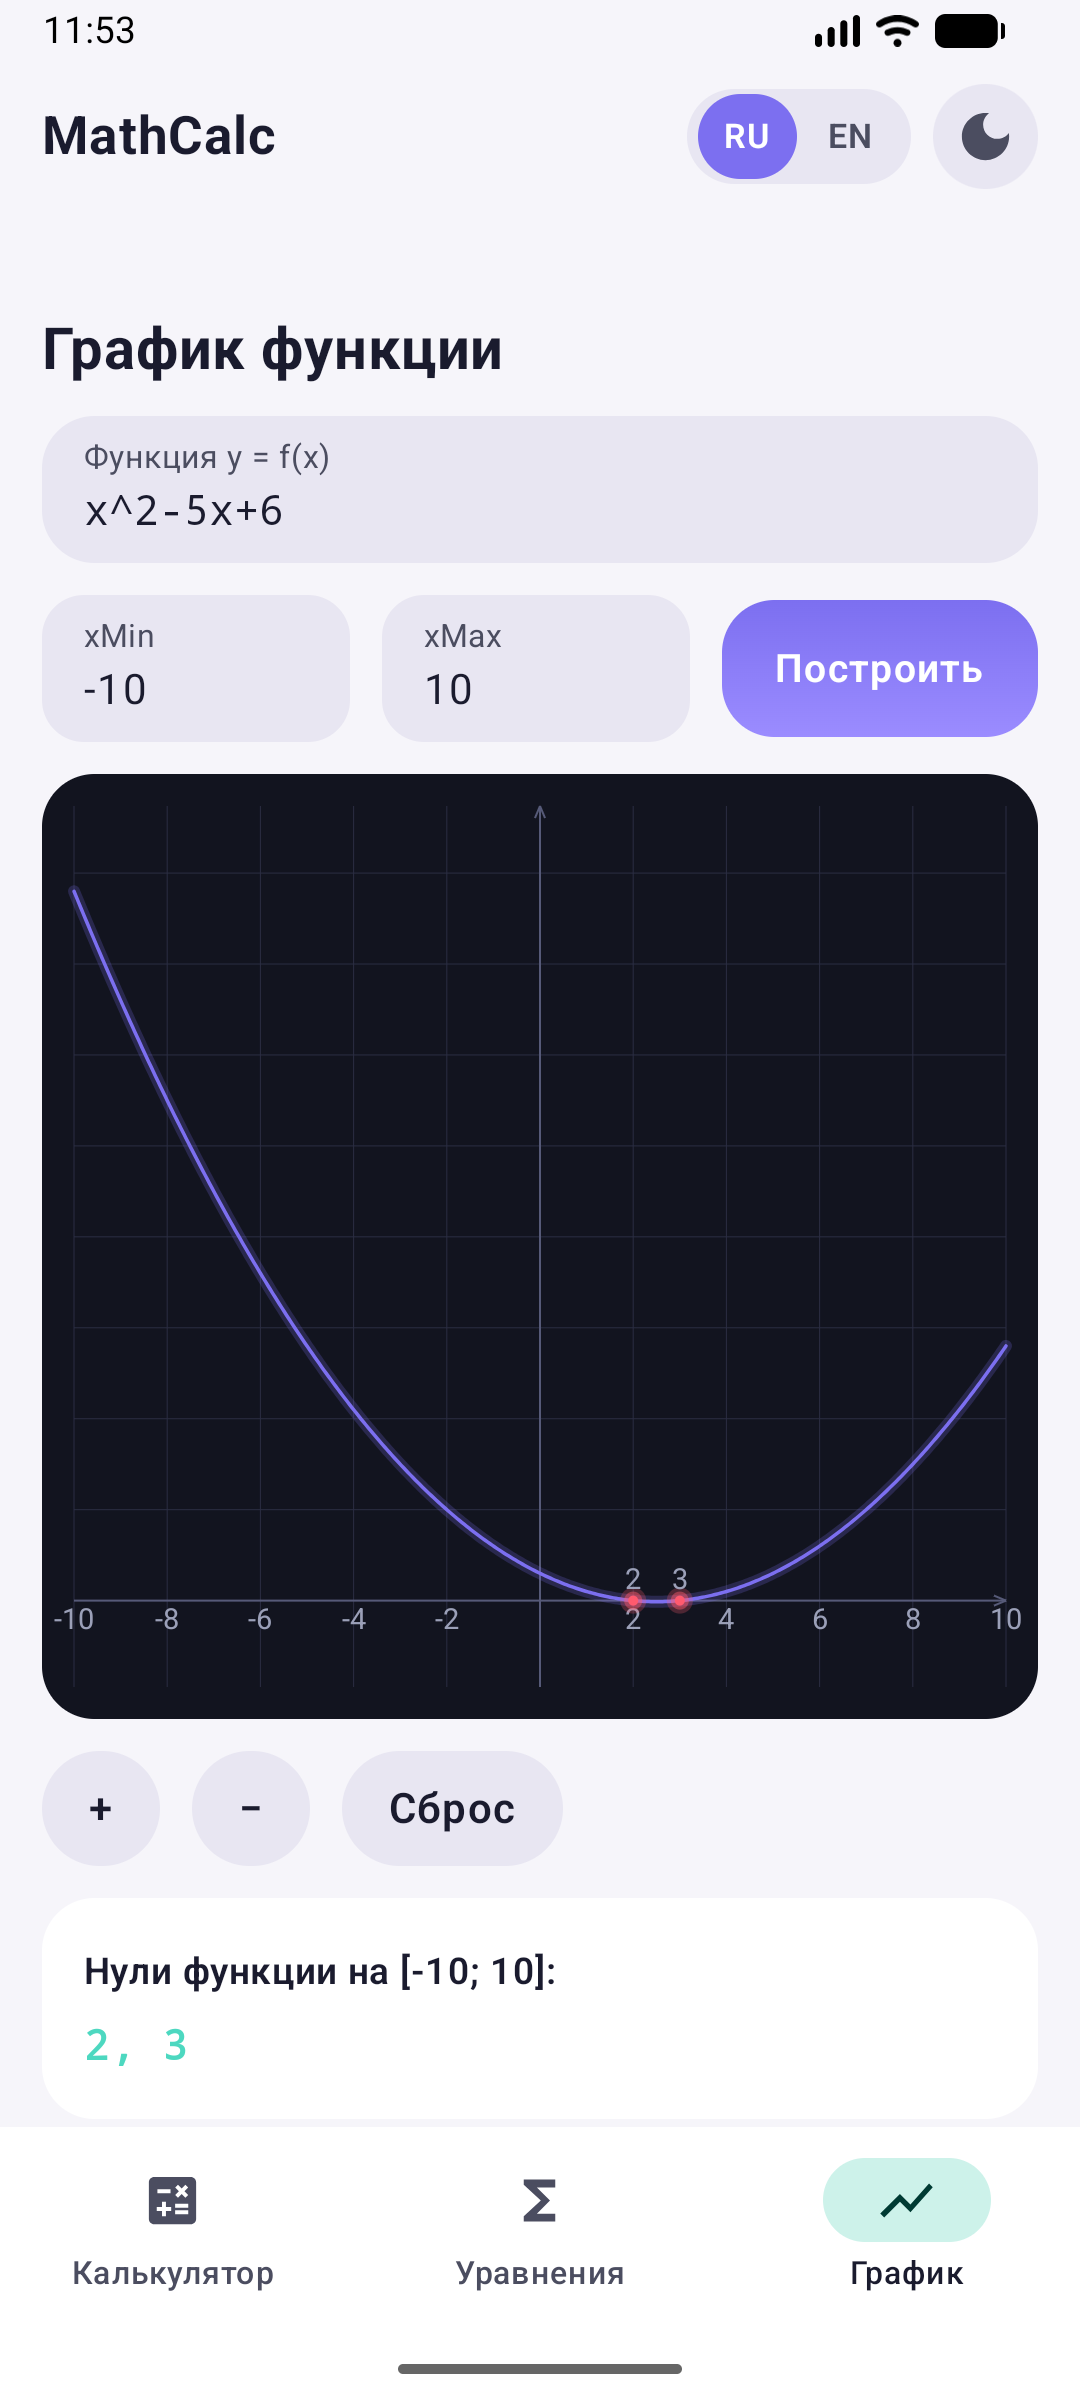 11:53
MathCalc
RU EN
График функции
Функция y = f(x)
x^2-5x+6
xMin
-10
xMax
10
Построить
2 3
-10 -8 -6 -4 -2 2 4 6 8 10
+ − Сброс
Нули функции на [-10; 10]:
2, 3
Калькулятор Уравнения График